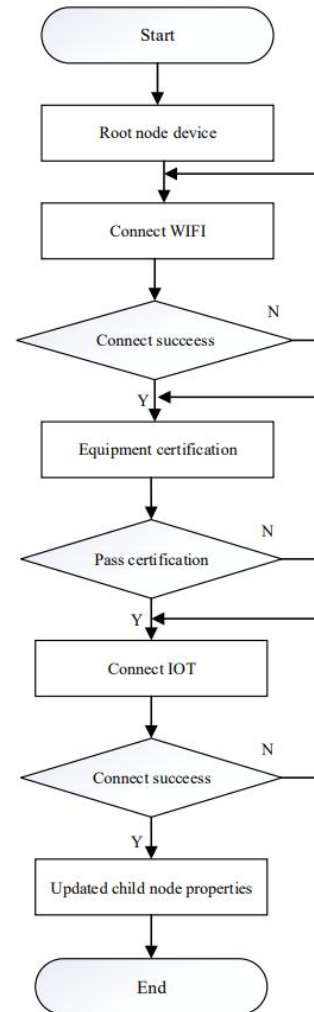 Start
Root node device
Connect WIFI
N
Connect succeess
Y
Equipment certification
N
Pass certification
Y
Connect IOT
N
Connect succeess
Y
Updated child node properties
End